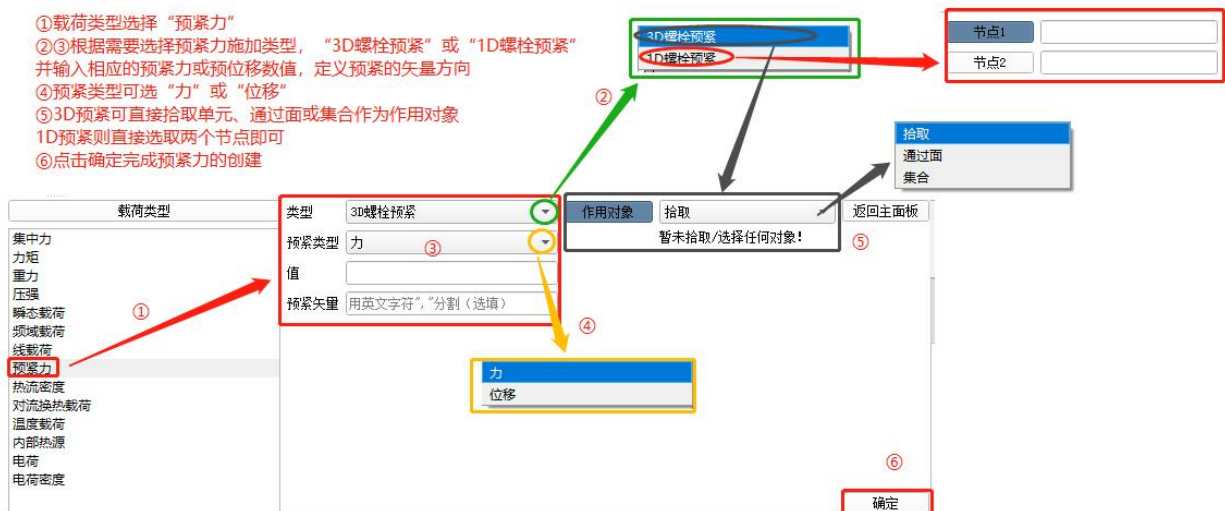 ①载荷类型选择“预紧力”
②③根据需要选择预紧力施加类型，“3D螺栓预紧”或“1D螺栓预紧”
并输入相应的预紧力或预位移数值，定义预紧的矢量方向
④预紧类型可选“力”或“位移”
⑤3D预紧可直接拾取单元、通过面或集合作为作用对象
1D预紧则直接选取两个节点即可
⑥点击确定完成预紧力的创建
3D螺栓预紧
1D螺栓预紧
②
节点1
节点2
拾取
通过面
集合
载荷类型
集中力
力矩
重力
压强
瞬态载荷
频域载荷
线载荷
预紧力
热流密度
对流换热载荷
温度载荷
内部热源
电荷
电荷密度
①
类型 3D螺栓预紧
预紧类型 力
③
值
预紧矢量 用英文字符“,”分割（选填）
作用对象 拾取
暂未拾取/选择任何对象!
返回主面板
⑤
④
力
位移
⑥
确定